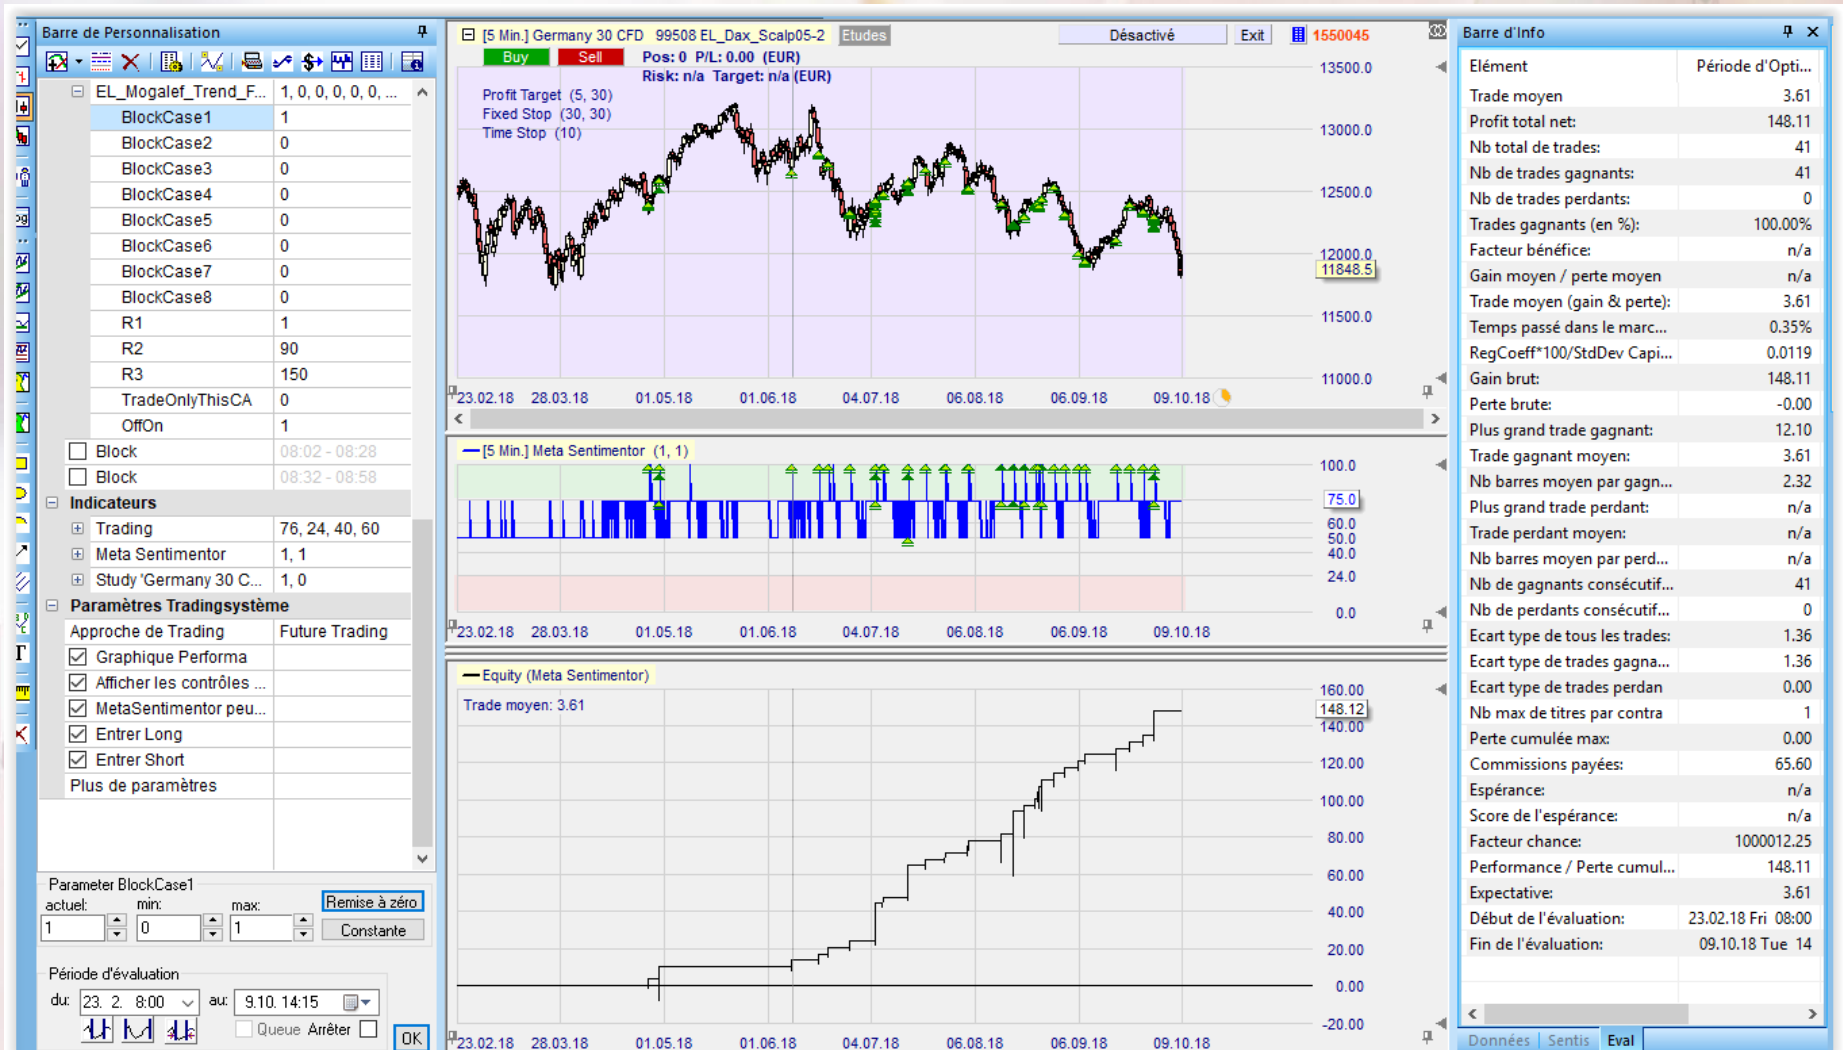 Barre de Personnalisation
EL_Mogalef_Trend_F... 1, 0, 0, 0, 0, 0, ...
BlockCase1 1
BlockCase2 0
BlockCase3 0
BlockCase4 0
BlockCase5 0
BlockCase6 0
BlockCase7 0
BlockCase8 0
R1 1
R2 90
R3 150
TradeOnlyThisCA 0
OffOn 1
Block 08:02 - 08:28
Block 08:32 - 08:58
Indicateurs
Trading 76, 24, 40, 60
Meta Sentimentor 1, 1
Study 'Germany 30 C... 1, 0
Paramètres Tradingsystème
Approche de Trading Future Trading
Graphique Performa
Afficher les contrôles ...
MetaSentimentor peu...
Entrer Long
Entrer Short
Plus de paramètres
Parameter BlockCase1
actuel: min: max: Remise à zéro
1 0 1 Constante
Période d'évaluation
du: 23. 2. 8:00 au: 9.10. 14:15
Queue Arrêter OK
[5 Min.] Germany 30 CFD 99508 EL_Dax_Scalp05-2 Etudes Désactivé Exit 1550045
Buy Sell Pos: 0 P/L: 0.00 (EUR)
Risk: n/a Target: n/a (EUR)
Profit Target (5, 30)
Fixed Stop (30, 30)
Time Stop (10)
13500.0
13000.0
12500.0
12000.0
11848.5
11500.0
11000.0
23.02.18 28.03.18 01.05.18 01.06.18 04.07.18 06.08.18 06.09.18 09.10.18
[5 Min.] Meta Sentimentor (1, 1)
100.0
75.0
60.0
50.0
40.0
24.0
0.0
23.02.18 28.03.18 01.05.18 01.06.18 04.07.18 06.08.18 06.09.18 09.10.18
Equity (Meta Sentimentor)
Trade moyen: 3.61
160.00
148.12
140.00
120.00
100.00
80.00
60.00
40.00
20.00
0.00
-20.00
23.02.18 28.03.18 01.05.18 01.06.18 04.07.18 06.08.18 06.09.18 09.10.18
Barre d'Info
Elément Période d'Opti...
Trade moyen 3.61
Profit total net: 148.11
Nb total de trades: 41
Nb de trades gagnants: 41
Nb de trades perdants: 0
Trades gagnants (en %): 100.00%
Facteur bénéfice: n/a
Gain moyen / perte moyen n/a
Trade moyen (gain & perte): 3.61
Temps passé dans le marc... 0.35%
RegCoeff*100/StdDev Capi... 0.0119
Gain brut: 148.11
Perte brute: -0.00
Plus grand trade gagnant: 12.10
Trade gagnant moyen: 3.61
Nb barres moyen par gagn... 2.32
Plus grand trade perdant: n/a
Trade perdant moyen: n/a
Nb barres moyen par perd... n/a
Nb de gagnants consécutif... 41
Nb de perdants consécutif... 0
Ecart type de tous les trades: 1.36
Ecart type de trades gagna... 1.36
Ecart type de trades perdan 0.00
Nb max de titres par contra 1
Perte cumulée max: 0.00
Commissions payées: 65.60
Espérance: n/a
Score de l'espérance: n/a
Facteur chance: 1000012.25
Performance / Perte cumul... 148.11
Expectative: 3.61
Début de l'évaluation: 23.02.18 Fri 08:00
Fin de l'évaluation: 09.10.18 Tue 14
Données Sentis Eval